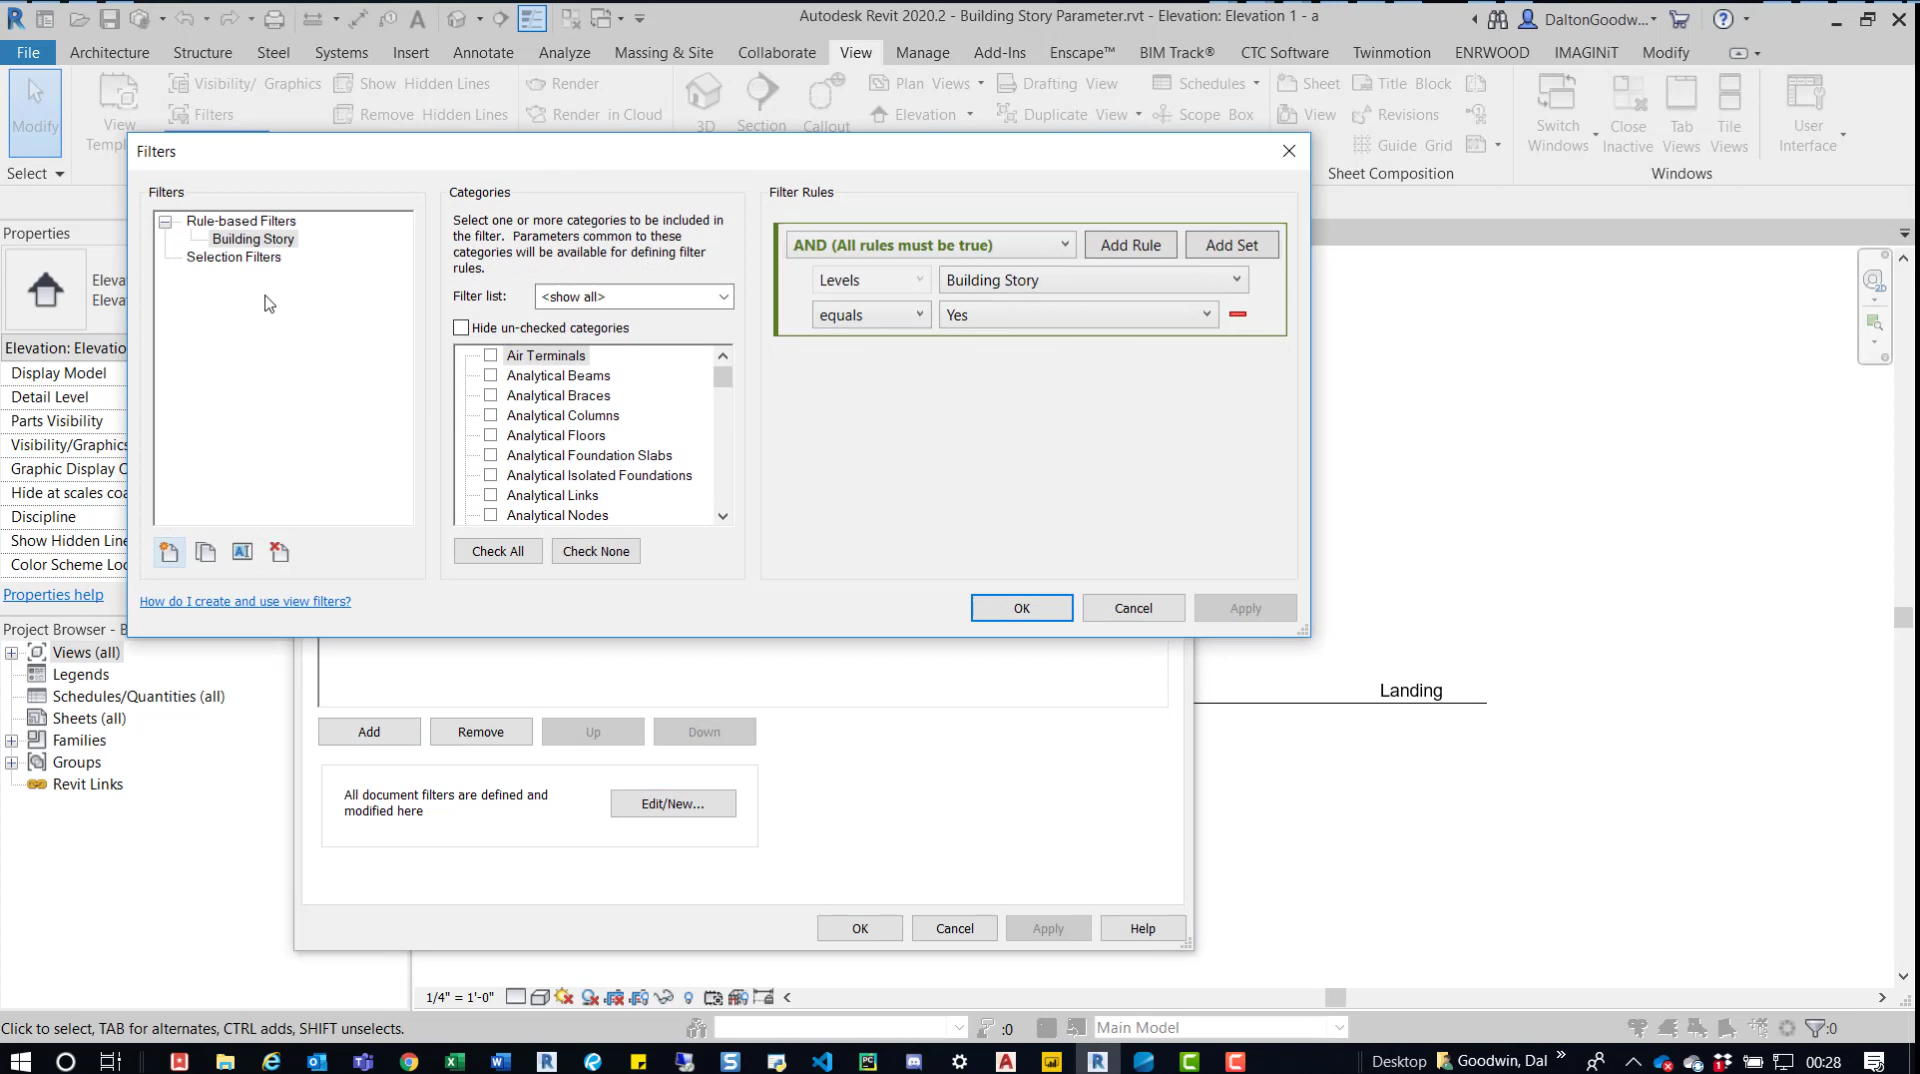 Autodesk Revit 2020.2 - Building Story Parameter.rvt - Elevation: Elevation 1 - a
DaltonGoodw...
File Architecture Structure Steel Systems Insert Annotate Analyze Massing & Site Collaborate View Manage Add-Ins Enscape™ BIM Track® CTC Software Twinmotion ENRWOOD IMAGINiT Modify
Visibility/ Graphics Show Hidden Lines Render Plan Views Drafting View Schedules Sheet Title Block
Filters Remove Hidden Lines Render in Cloud Elevation Duplicate View Scope Box View Revisions
Modify View Templ 3D Section Callout Guide Grid Switch Windows Close Inactive Tab Views Tile Views User Interface
Select Sheet Composition Windows
Filters
Properties
Eleva
Eleva
Elevation: Elevatio
Display Model
Detail Level
Parts Visibility
Visibility/Graphics
Graphic Display C
Hide at scales coa
Discipline
Show Hidden Line
Color Scheme Loc
Properties help
Filters
Rule-based Filters
Building Story
Selection Filters
How do I create and use view filters?
Categories
Select one or more categories to be included in
the filter. Parameters common to these
categories will be available for defining filter
rules.
Filter list: <show all>
Hide un-checked categories
Air Terminals
Analytical Beams
Analytical Braces
Analytical Columns
Analytical Floors
Analytical Foundation Slabs
Analytical Isolated Foundations
Analytical Links
Analytical Nodes
Check All Check None
Filter Rules
AND (All rules must be true) Add Rule Add Set
Levels Building Story
equals Yes
OK Cancel Apply
Project Browser - B
Views (all)
Legends
Schedules/Quantities (all)
Sheets (all)
Families
Groups
Revit Links
Landing
Add Remove Up Down
All document filters are defined and
modified here
Edit/New...
OK Cancel Apply Help
1/4" = 1'-0"
Click to select, TAB for alternates, CTRL adds, SHIFT unselects.
:0 Main Model :0
Desktop Goodwin, Dal 00:28